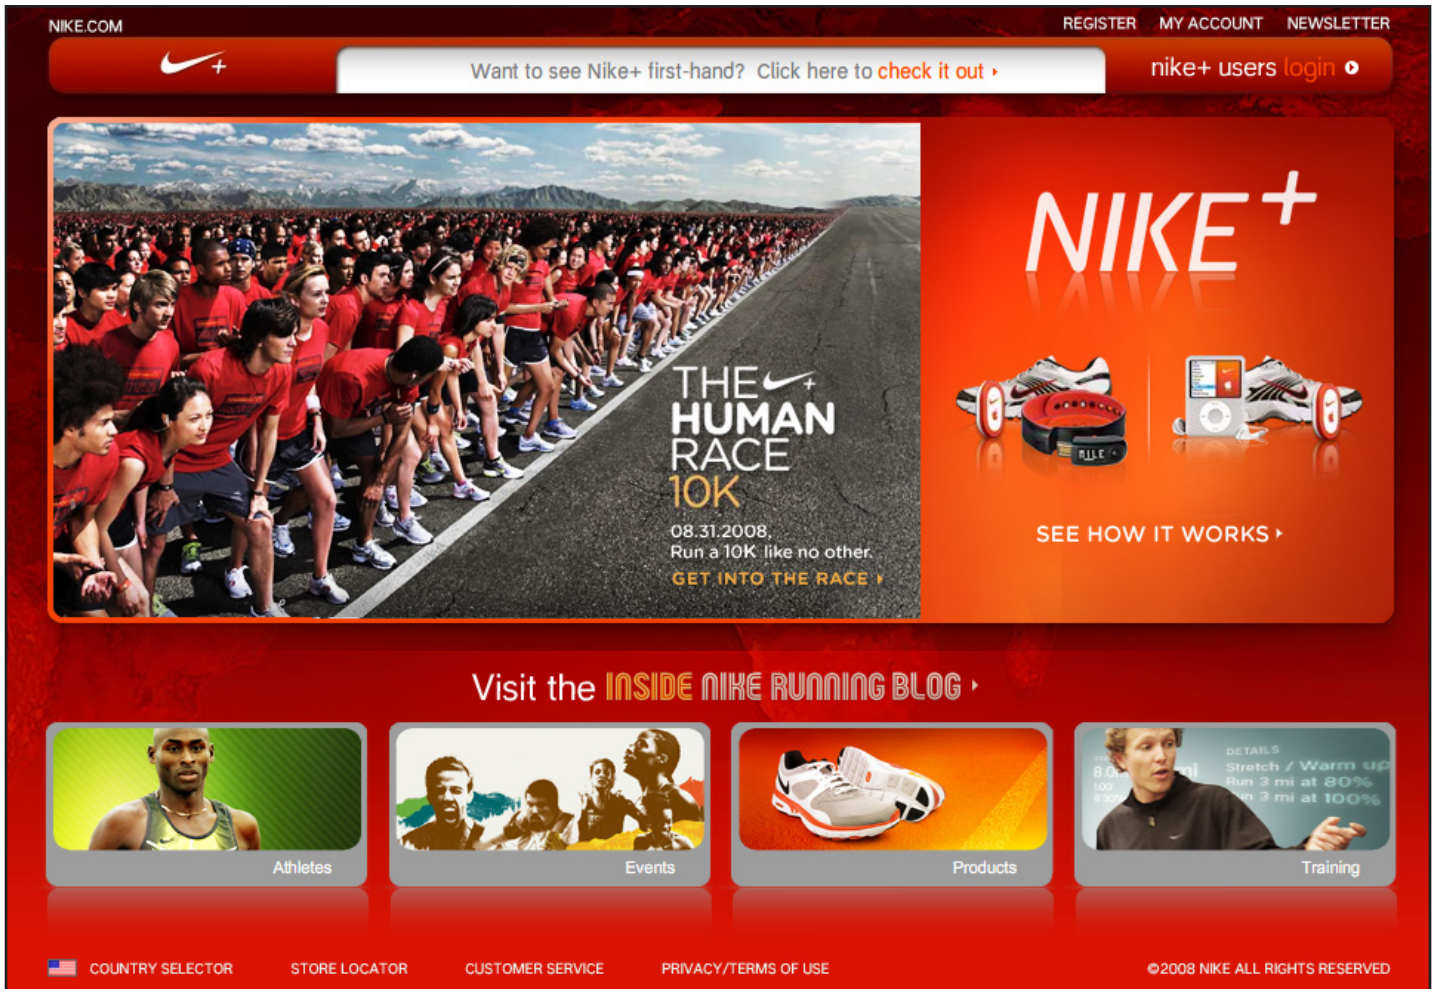 NIKE.COM
REGISTER MY ACCOUNT NEWSLETTER
Want to see Nike+ first-hand? Click here to check it out
nike+ users login
NIKE+
THE +
HUMAN
RACE
10K
08.31.2008,
Run a 10K like no other.
GET INTO THE RACE
MILE
SEE HOW IT WORKS
Visit the INSIDE NIKE RUNNING BLOG
DETAILS
Stretch / Warm up
Run 3 mi at 80%
Run 3 mi at 100%
Athletes
Events
Products
Training
COUNTRY SELECTOR STORE LOCATOR CUSTOMER SERVICE PRIVACY/TERMS OF USE
©2008 NIKE ALL RIGHTS RESERVED